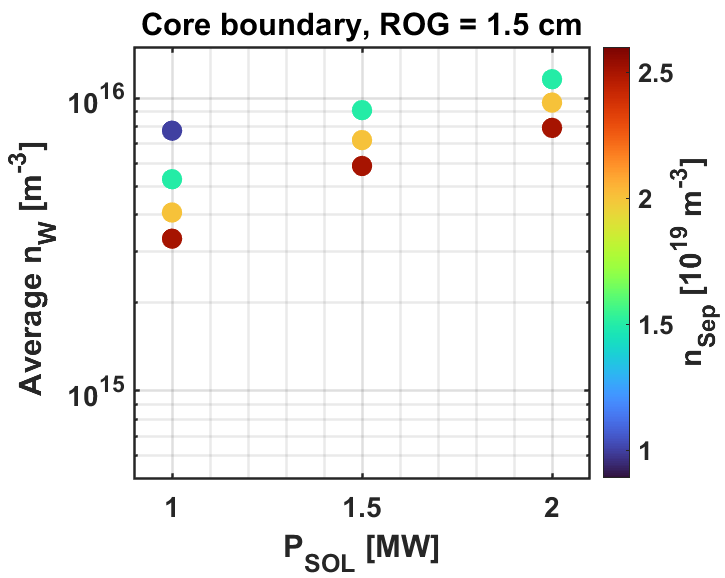 Core boundary, ROG = 1.5 cm
10^16
10^15
Average n_W [m^-3]
1
1.5
2
P_SOL [MW]
2.5
2
1.5
1
n_Sep [10^19 m^-3]